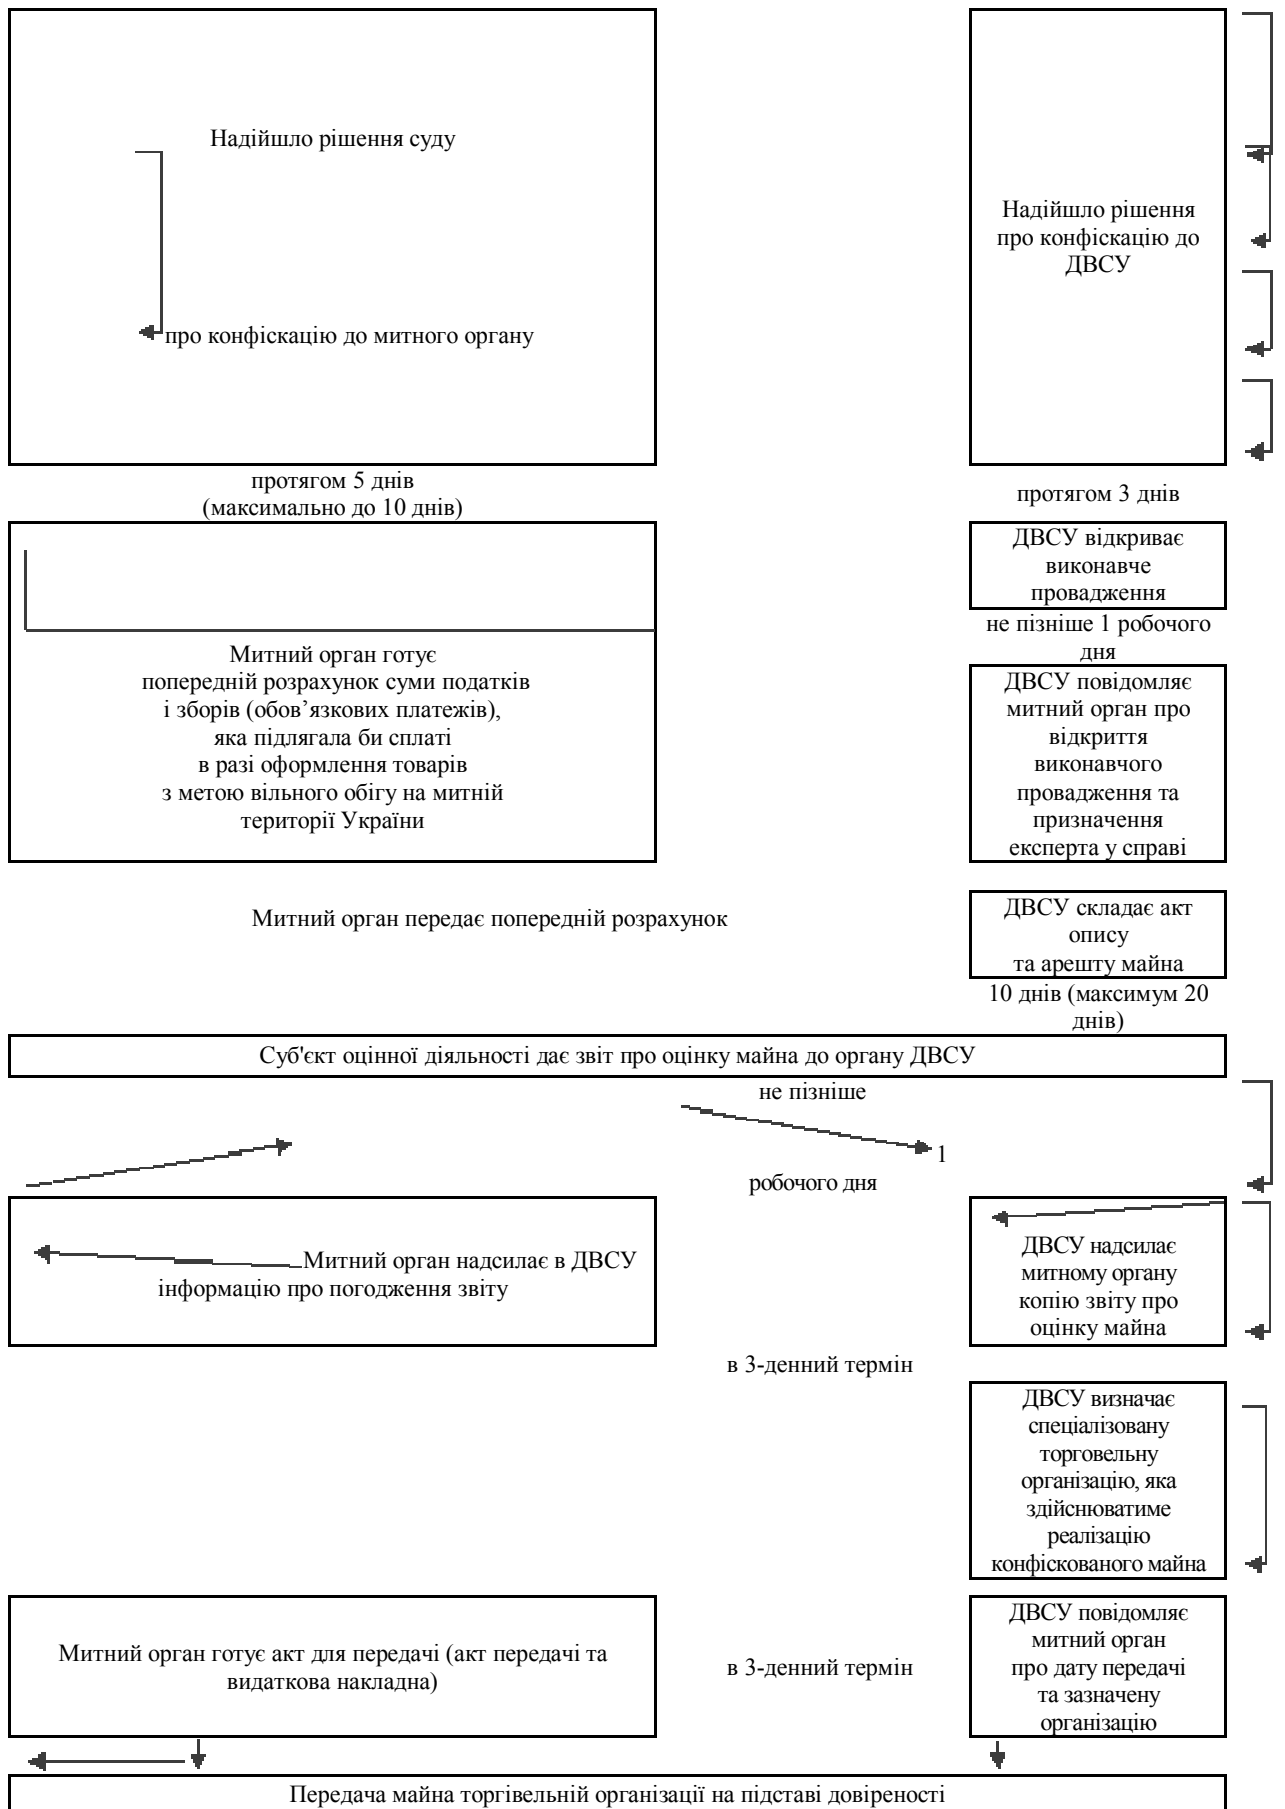 Надійшло рішення суду
про конфіскацію до митного органу
Надійшло рішення
про конфіскацію до
ДВСУ
протягом 5 днів
(максимально до 10 днів)
протягом 3 днів
ДВСУ відкриває
виконавче
провадження
не пізніше 1 робочого
дня
Митний орган готує
попередній розрахунок суми податків
і зборів (обов’язкових платежів),
яка підлягала би сплаті
в разі оформлення товарів
з метою вільного обігу на митній
території України
ДВСУ повідомляє
митний орган про
відкриття
виконавчого
провадження та
призначення
експерта у справі
Митний орган передає попередній розрахунок
ДВСУ складає акт
опису
та арешту майна
10 днів (максимум 20
днів)
Суб'єкт оцінної діяльності дає звіт про оцінку майна до органу ДВСУ
не пізніше
1
робочого дня
Митний орган надсилає в ДВСУ
інформацію про погодження звіту
ДВСУ надсилає
митному органу
копію звіту про
оцінку майна
в 3-денний термін
ДВСУ визначає
спеціалізовану
торговельну
організацію, яка
здійснюватиме
реалізацію
конфіскованого майна
Митний орган готує акт для передачі (акт передачі та
видаткова накладна)
в 3-денний термін
ДВСУ повідомляє
митний орган
про дату передачі
та зазначену
організацію
Передача майна торгівельній організації на підставі довіреності